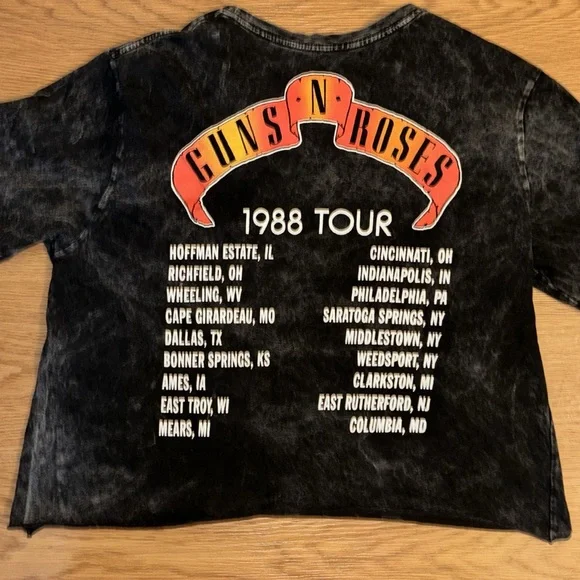 GUNS · N · ROSES
1988 TOUR
HOFFMAN ESTATE, IL
RICHFIELD, OH
WHEELING, WV
CAPE GIRARDEAU, MO
DALLAS, TX
BONNER SPRINGS, KS
AMES, IA
EAST TROY, WI
MEARS, MI
CINCINNATI, OH
INDIANAPOLIS, IN
PHILADELPHIA, PA
SARATOGA SPRINGS, NY
MIDDLESTOWN, NY
WEEDSPORT, NY
CLARKSTON, MI
EAST RUTHERFORD, NJ
COLUMBIA, MD